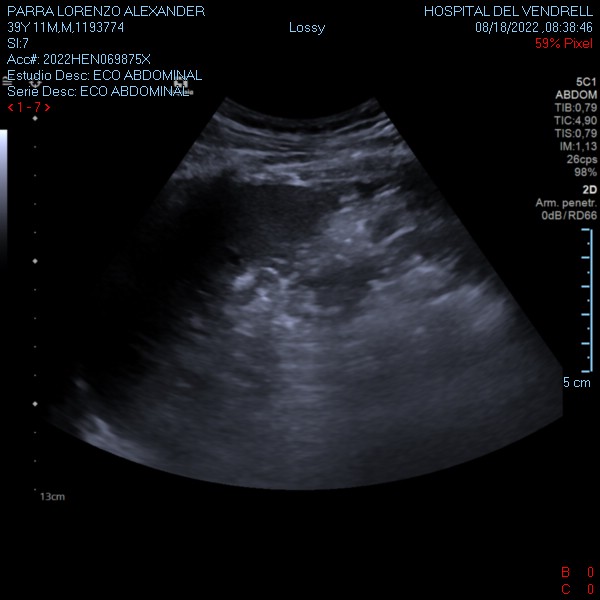 PARRA LORENZO ALEXANDER
HOSPITAL DEL VENDRELL
39Y 11M,M,1193774
Lossy
08/18/2022 ,08:38:46
SI:7
59% Pixel
Acc#: 2022HEN069875X
Estudio Desc: ECO ABDOMINAL
Serie Desc: ECO ABDOMINAL
< 1 - 7 >
5C1
ABDOM
TIB:0,79
TIC:4,90
TIS:0,79
IM:1,13
26cps
98%
2D
Arm. penetr.
0dB/RD66
5 cm
13cm
B 0
C 0